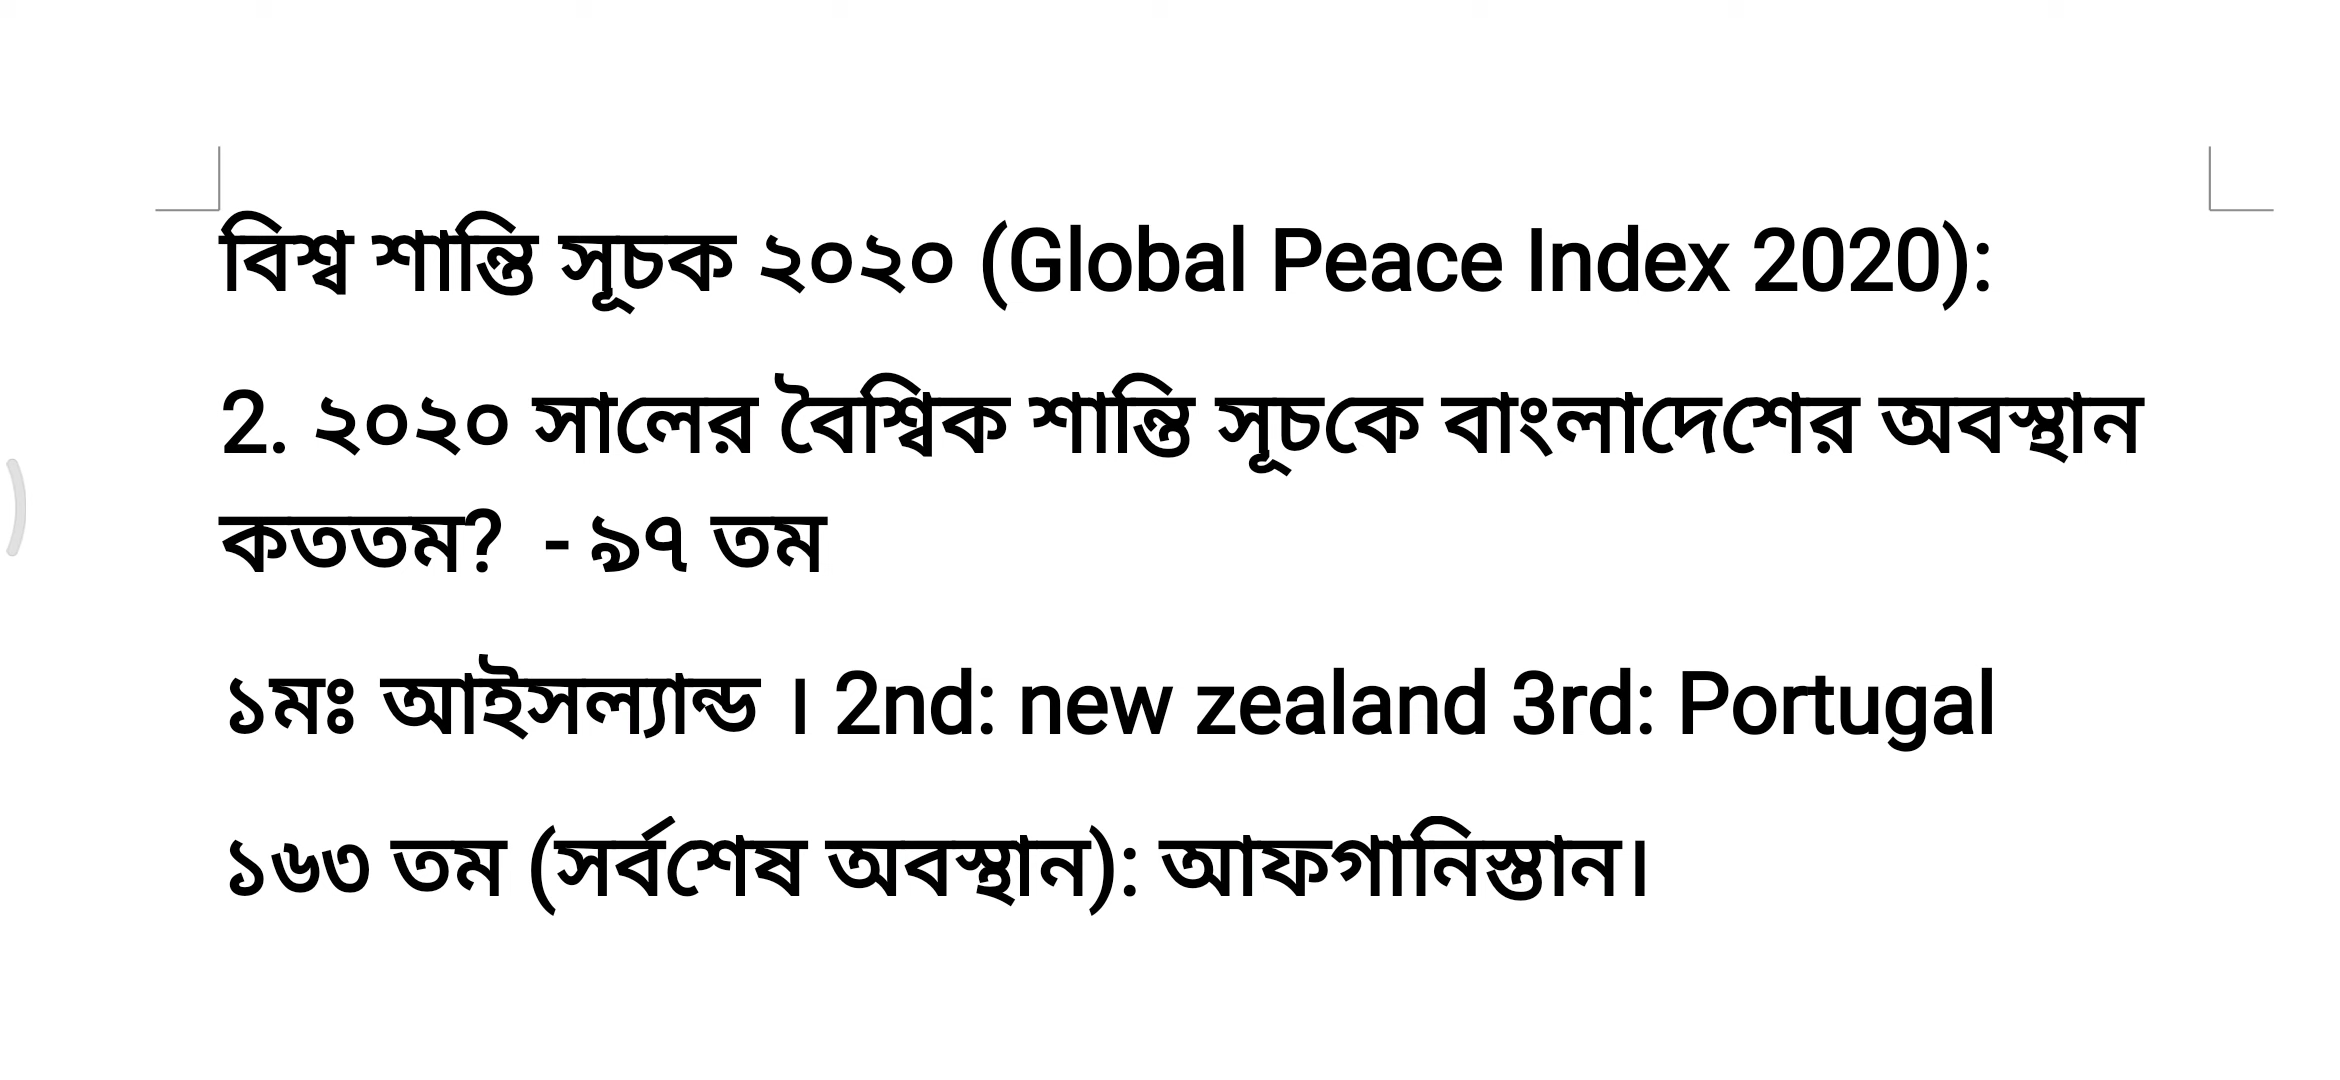 বিশ্ব শান্তি সূচক ২০২০ (Global Peace Index 2020):
2. ২০২০ সালের বৈশ্বিক শান্তি সূচকে বাংলাদেশের অবস্থান
কততম?  - ৯৭ তম
১মঃ আইসল্যান্ড । 2nd: new zealand 3rd: Portugal
১৬৩ তম (সর্বশেষ অবস্থান): আফগানিস্তান।